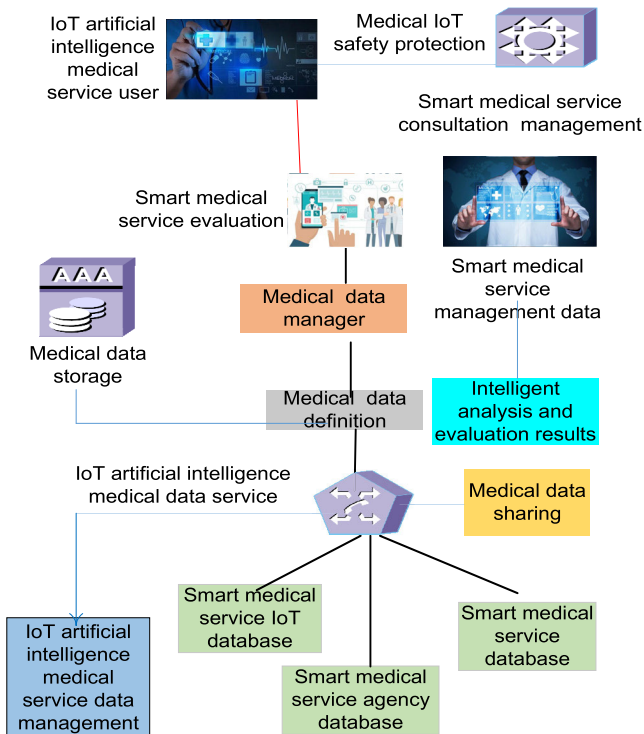 IoT artificial
intelligence
medical
service user
Medical IoT
safety protection
Smart medical service
consultation management
Smart medical
service evaluation
AAA
Medical data
storage
Medical data
manager
Smart medical
service
management data
Medical data
definition
Intelligent
analysis and
evaluation results
IoT artificial intelligence
medical data service
Medical data
sharing
Smart medical
service IoT
database
Smart medical
service
database
IoT artificial
intelligence
medical
service data
management
Smart medical
service agency
database